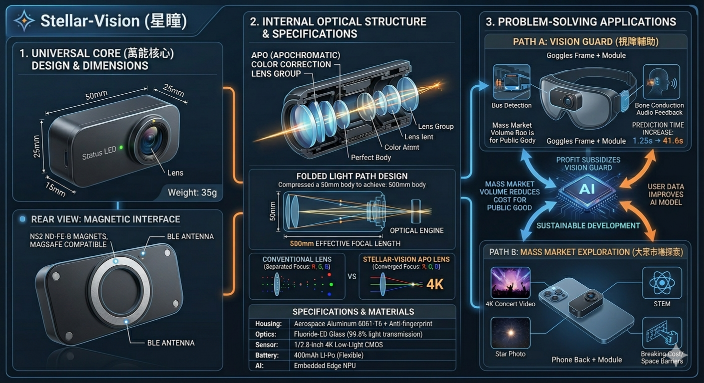 Stellar-Vision (星瞳)
1. UNIVERSAL CORE (萬能核心)
DESIGN & DIMENSIONS
50mm
25mm
25mm
15mm
Status LED
Lens
Weight: 35g
REAR VIEW: MAGNETIC INTERFACE
N52 ND-FE-B MAGNETS,
MAGSAFE COMPATIBLE
BLE ANTENNA
BLE ANTENNA
2. INTERNAL OPTICAL STRUCTURE
& SPECIFICATIONS
APO (APOCHROMATIC)
COLOR CORRECTION
LENS GROUP
Lens Group
Lens Ient
Color Atmt
Perfect Body
FOLDED LIGHT PATH DESIGN
Compressed a 50mm body to achieve: 500mm body
50mm
OPTICAL ENGINE
500mm EFFECTIVE FOCAL LENGTH
CONVENTIONAL LENS
(Separated Focus: R, G, B)
VS
STELLAR-VISION APO LENS
(Converged Focus: R, G, B)
4K
SPECIFICATIONS & MATERIALS
Housing: Aerospace Aluminum 6061-T6 + Anti-fingerprint
Optics: Fluoride-ED Glass (99.8% light transmission)
Sensor: 1/2.8-inch 4K Low-Light CMOS
Battery: 400mAh Li-Po (Flexible)
AI: Embedded Edge NPU
3. PROBLEM-SOLVING APPLICATIONS
PATH A: VISION GUARD (視障輔助)
Goggles Frame + Module
Bus Detection
Mass Market
Volume Roo is
for Public Gody
Goggles Frame + Module
Bone Conduction
Audio Feedback
PREDICTION TIME
INCREASE:
1.25s → 41.6s
PROFIT SUBSIDIZES
VISION GUARD
MASS MARKET
VOLUME REDUCES
COST FOR
PUBLIC GOOD
AI
USER DATA
IMPROVES
AI MODEL
SUSTAINABLE DEVELOPMENT
PATH B: MASS MARKET EXPLORATION (大眾市場探索)
4K Concert Video
STEM
Star Photo
Phone Back + Module
Breaking Cost/
Space Barriers